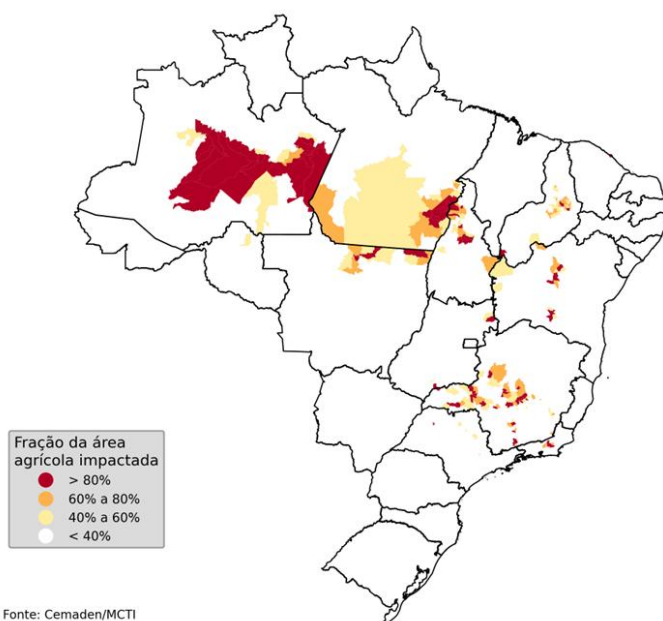 Fração da área
agrícola impactada
> 80%
60% a 80%
40% a 60%
< 40%
Fonte: Cemaden/MCTI